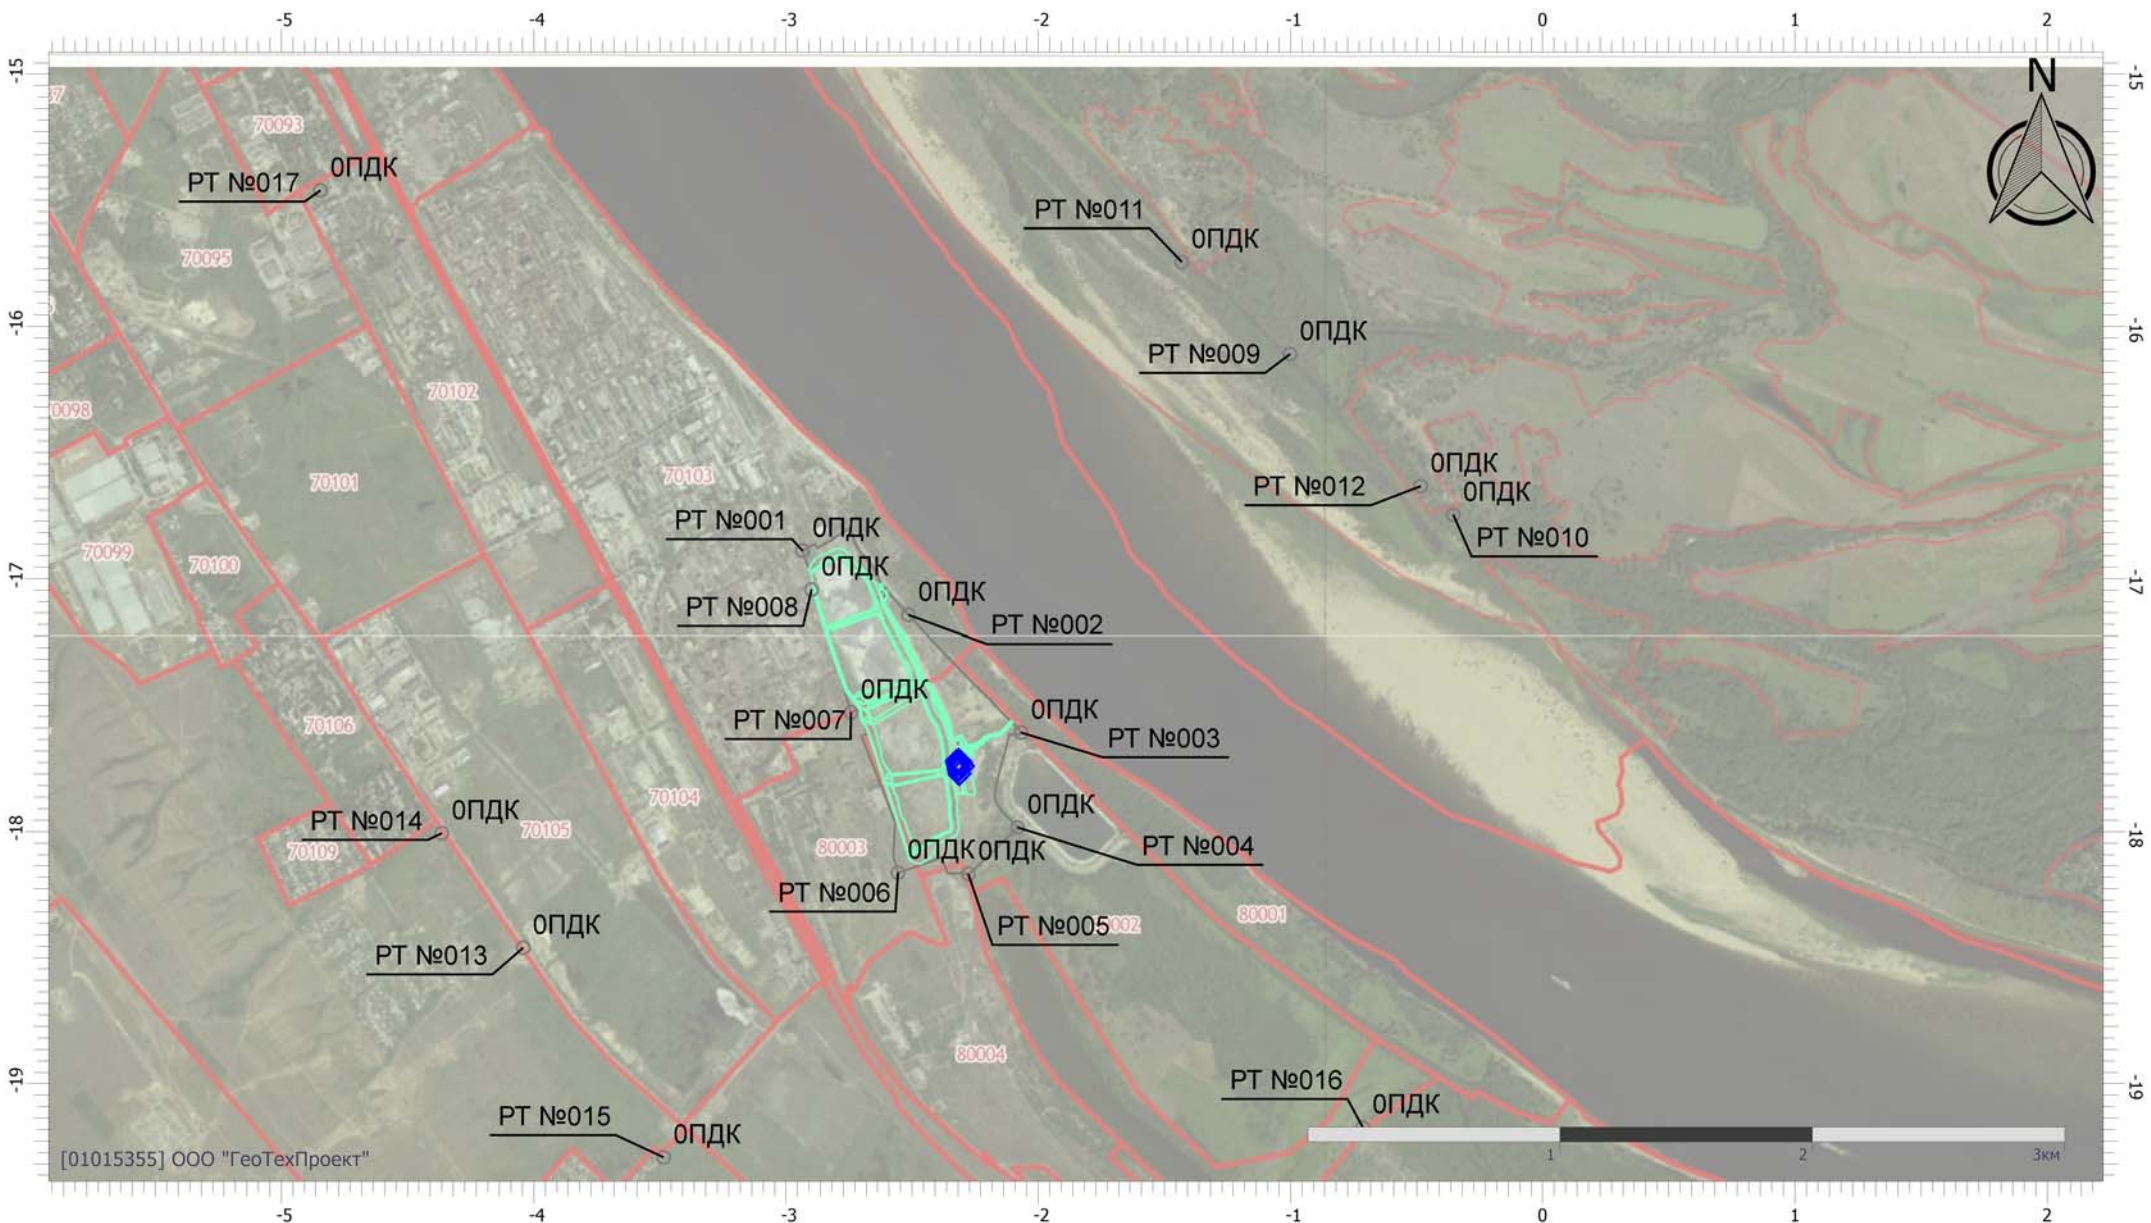 -5 -4 -3 -2 -1 0 1 2
-15
-15
N
70093
РТ №017
0ПДК
70095
РТ №011
0ПДК
-16
-16
РТ №009
0ПДК
70102
0098
70103
70101
РТ №012
0ПДК
0ПДК
РТ №010
РТ №001
0ПДК
70099
70100
0ПДК
-17
-17
РТ №008
0ПДК
РТ №002
0ПДК
РТ №007
70106
0ПДК
РТ №003
70104
РТ №014
0ПДК
70105
0ПДК
-18
-18
70109
80003
0ПДК
0ПДК
РТ №004
РТ №006
РТ №005
80001
РТ №013
0ПДК
80004
-19
-19
РТ №016
0ПДК
РТ №015
0ПДК
[01015355] ООО "ГеоТехПроект"
1 2 3км
-5 -4 -3 -2 -1 0 1 2